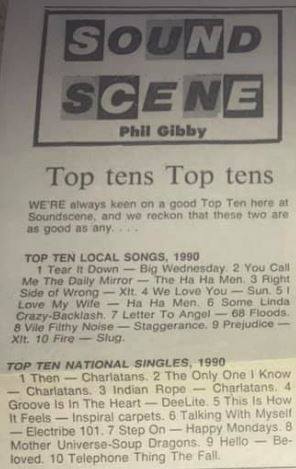 SOUND
SCENE
Phil Gibby
Top tens Top tens
WE'RE always keen on a good Top Ten here at
Soundscene, and we reckon that these two are
as good as any. . . .
TOP TEN LOCAL SONGS, 1990
1 Tear It Down — Big Wednesday. 2 You Call
Me The Daily Mirror — The Ha Ha Men. 3 Right
Side of Wrong — Xlt. 4 We Love You — Sun. 5 I
Love My Wife — Ha Ha Men. 6 Some Linda
Crazy-Backlash. 7 Letter To Angel — 68 Floods.
8 Vile Filthy Noise — Staggerance. 9 Prejudice —
Xlt. 10 Fire — Slug.
TOP TEN NATIONAL SINGLES, 1990
1 Then — Charlatans. 2 The Only One I Know
— Charlatans. 3 Indian Rope — Charlatans. 4
Groove Is In The Heart — DeeLite. 5 This Is How
It Feels — Inspiral carpets. 6 Talking With Myself
— Electribe 101. 7 Step On — Happy Mondays. 8
Mother Universe-Soup Dragons. 9 Hello — Be-
loved. 10 Telephone Thing The Fall.